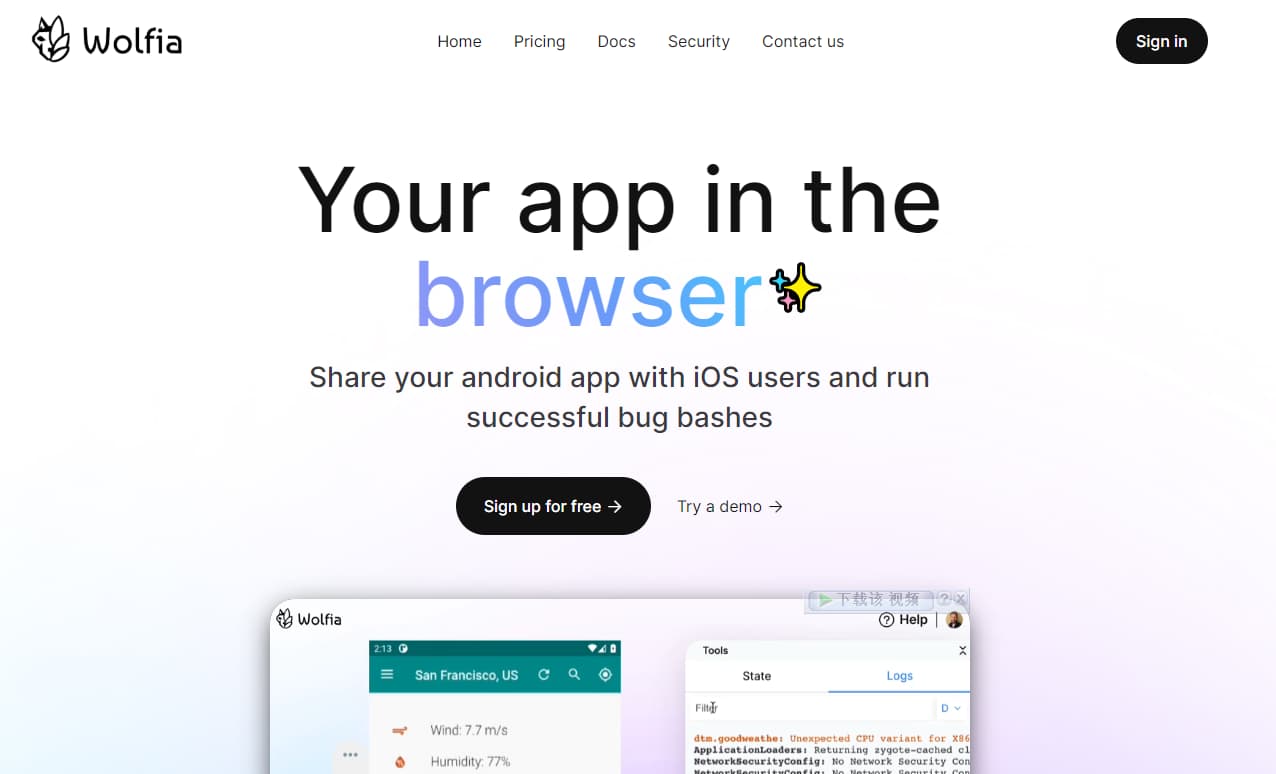 Wolfia
Home Pricing Docs Security Contact us
Sign in
Your app in the
browser
Share your android app with iOS users and run
successful bug bashes
Sign up for free →
Try a demo →
下载该 视频 ? X
Wolfia
Help
2:13
San Francisco, US
Wind: 7.7 m/s
Humidity: 77%
Tools
State Logs
Filter
D
dtm.goodweathe: Unexpected CPU variant for X86
ApplicationLoaders: Returning zygote-cached cl
NetworkSecurityConfig: No Network Security Con
NetworkSecurityConfig: No Network Security Con